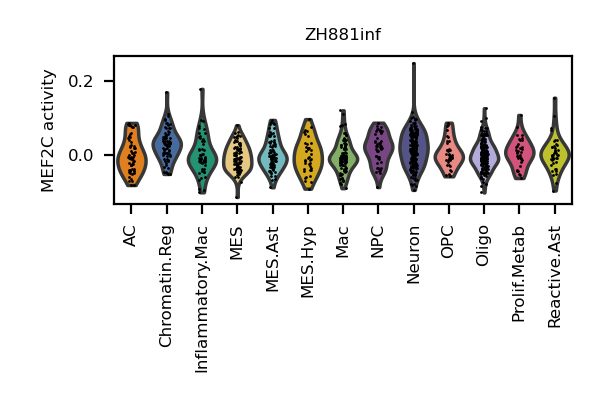 ZH881inf
MEF2C activity
0.2
0.0
AC
Chromatin.Reg
Inflammatory.Mac
MES
MES.Ast
MES.Hyp
Mac
NPC
Neuron
OPC
Oligo
Prolif.Metab
Reactive.Ast